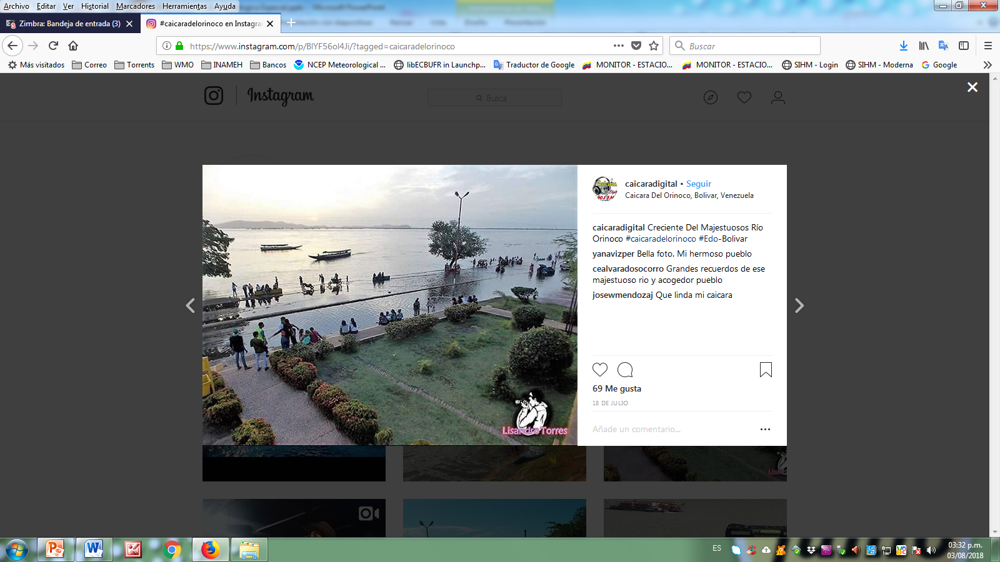 Archivo Editar Ver Historial Marcadores Herramientas Ayuda
Microsoft PowerPoint
Zimbra: Bandeja de entrada (3)
#caicaradelorinoco en Instagra
https://www.instagram.com/p/BlYF56ol4Ji/?tagged=caicaradelorinoco
Buscar
Más visitados Correo Torrents WMO INAMEH Bancos NCEP Meteorological ... libECBUFR in Launchp... Traductor de Google MONITOR - ESTACIO... MONITOR - ESTACIO... SIHM - Login SIHM - Moderna Google
Instagram
Busca
caicaradigital • Seguir
Caicara Del Orinoco, Bolivar, Venezuela
caicaradigital Creciente Del Majestuosos Río
Orinoco #caicaradelorinoco #Edo-Bolivar
yanavizper Bella foto. Mi hermoso pueblo
cealvaradosocorro Grandes recuerdos de ese
majestuoso rio y acogedor pueblo
josewmendozaj Que linda mi caicara
69 Me gusta
18 DE JULIO
Añade un comentario...
Lisandro Torres
ES
03:32 p.m.
03/08/2018